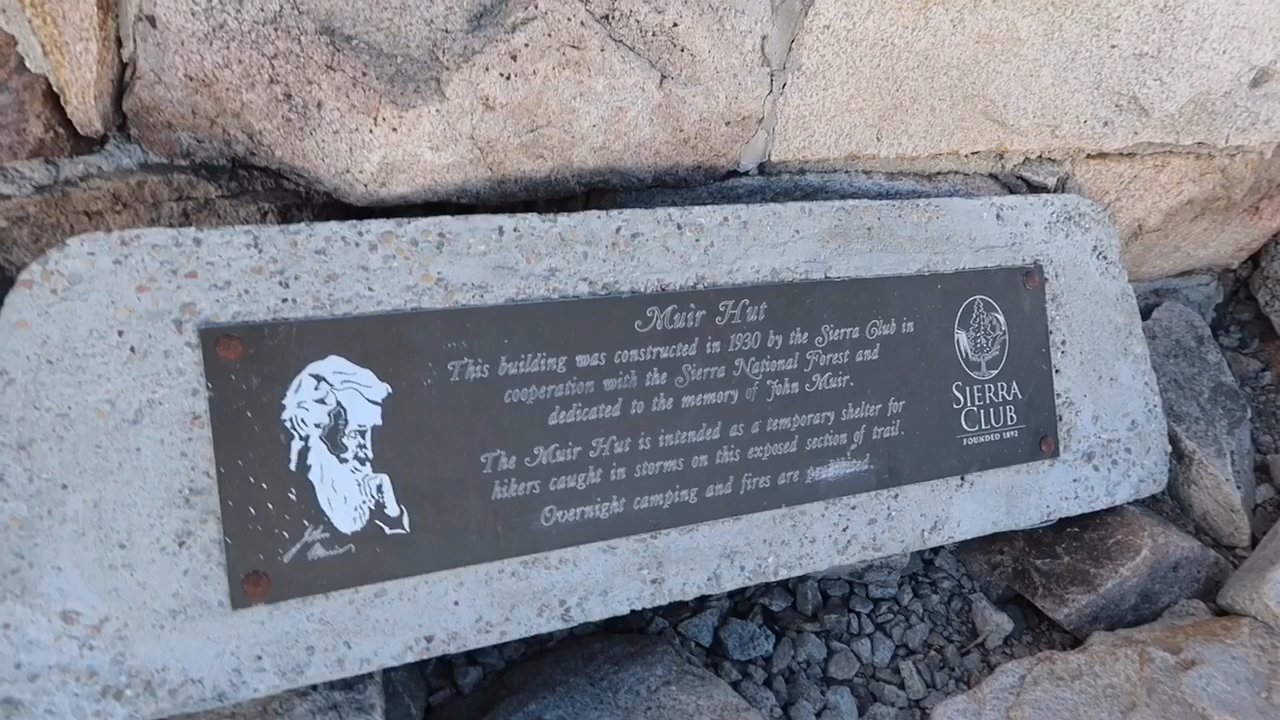 Muir Hut
This building was constructed in 1930 by the Sierra Club in
cooperation with the Sierra National Forest and
dedicated to the memory of John Muir.
The Muir Hut is intended as a temporary shelter for
hikers caught in storms on this exposed section of trail.
Overnight camping and fires are
John Muir
SIERRA
CLUB
FOUNDED 1892